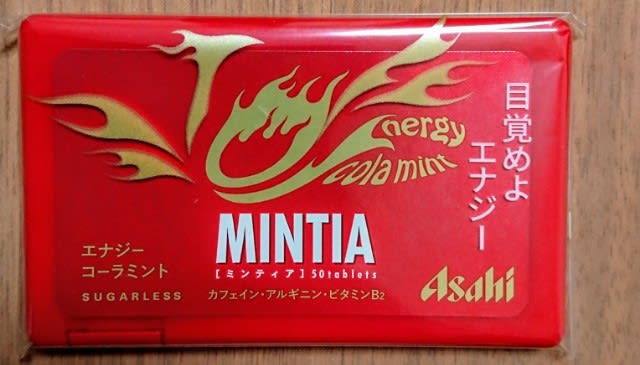 energy
cola mint
目覚めよ
エナジー
MINTIA
[ミンティア] 50tablets
エナジー
コーラミント
SUGARLESS
カフェイン・アルギニン・ビタミンB2
Asahi